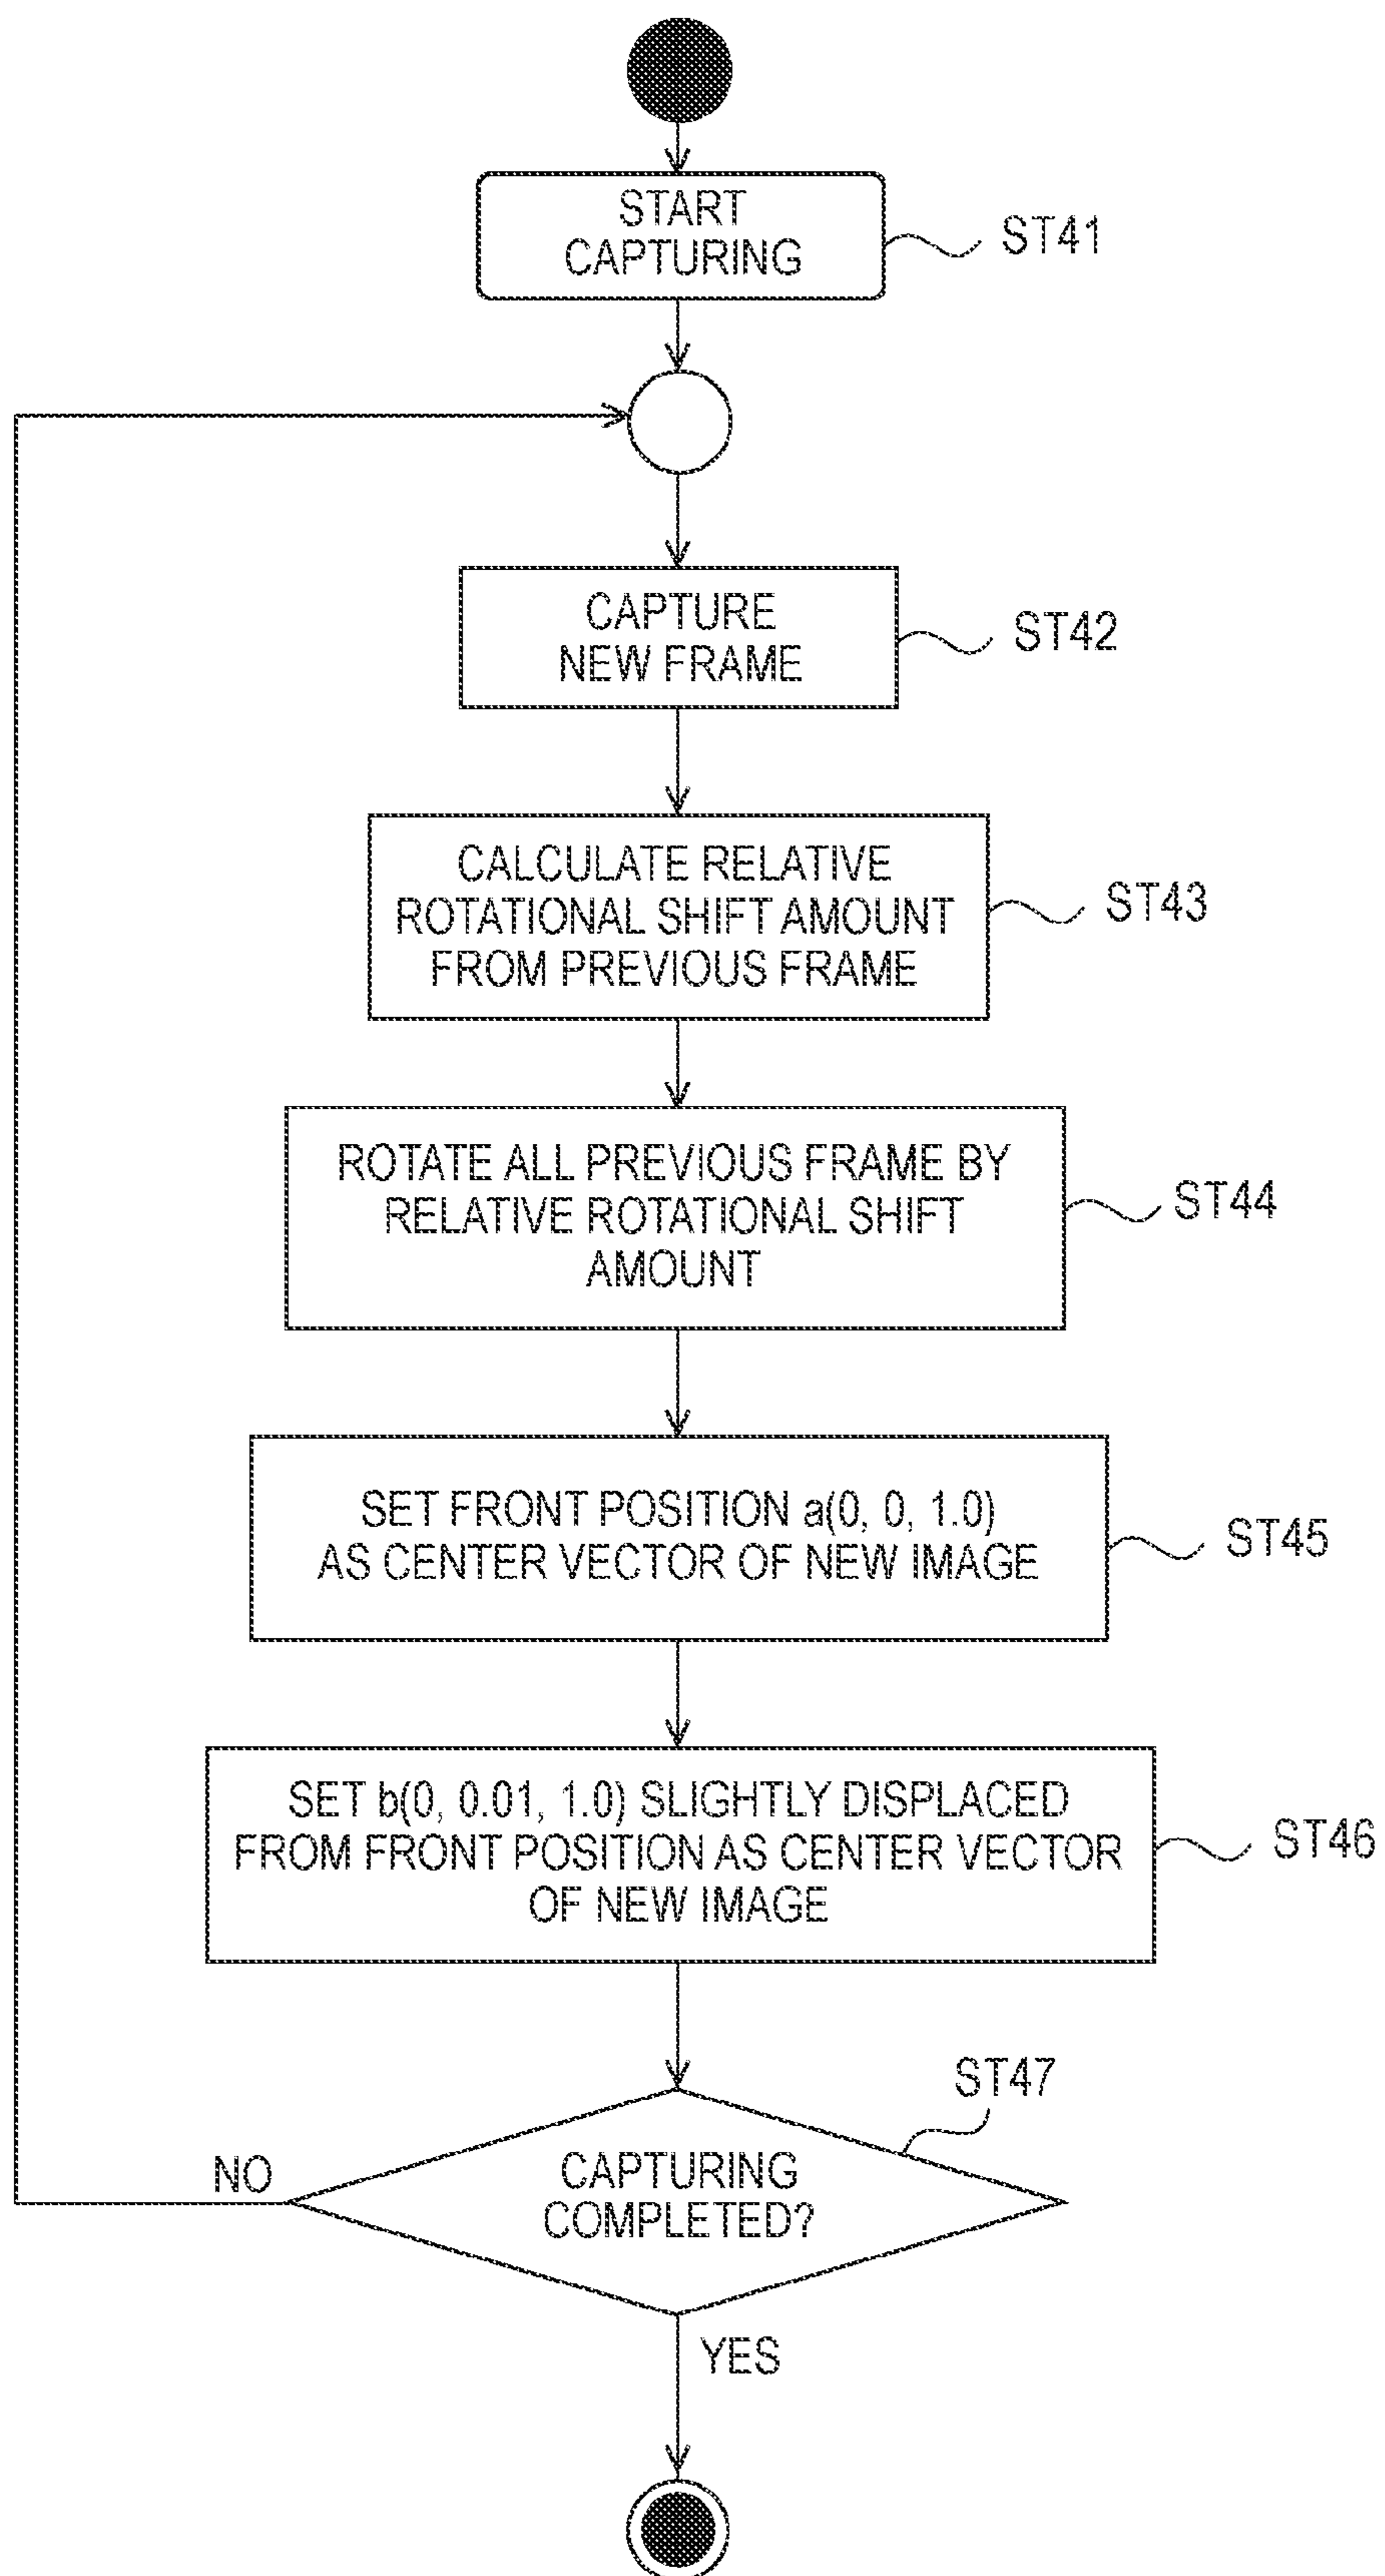 START
CAPTURING
ST41
CAPTURE
NEW FRAME
ST42
CALCULATE RELATIVE
ROTATIONAL SHIFT AMOUNT
FROM PREVIOUS FRAME
ST43
ROTATE ALL PREVIOUS FRAME BY
RELATIVE ROTATIONAL SHIFT
AMOUNT
ST44
SET FRONT POSITION a(0, 0, 1.0)
AS CENTER VECTOR OF NEW IMAGE
ST45
SET b(0, 0.01, 1.0) SLIGHTLY DISPLACED
FROM FRONT POSITION AS CENTER VECTOR
OF NEW IMAGE
ST46
ST47
CAPTURING
COMPLETED?
NO
YES